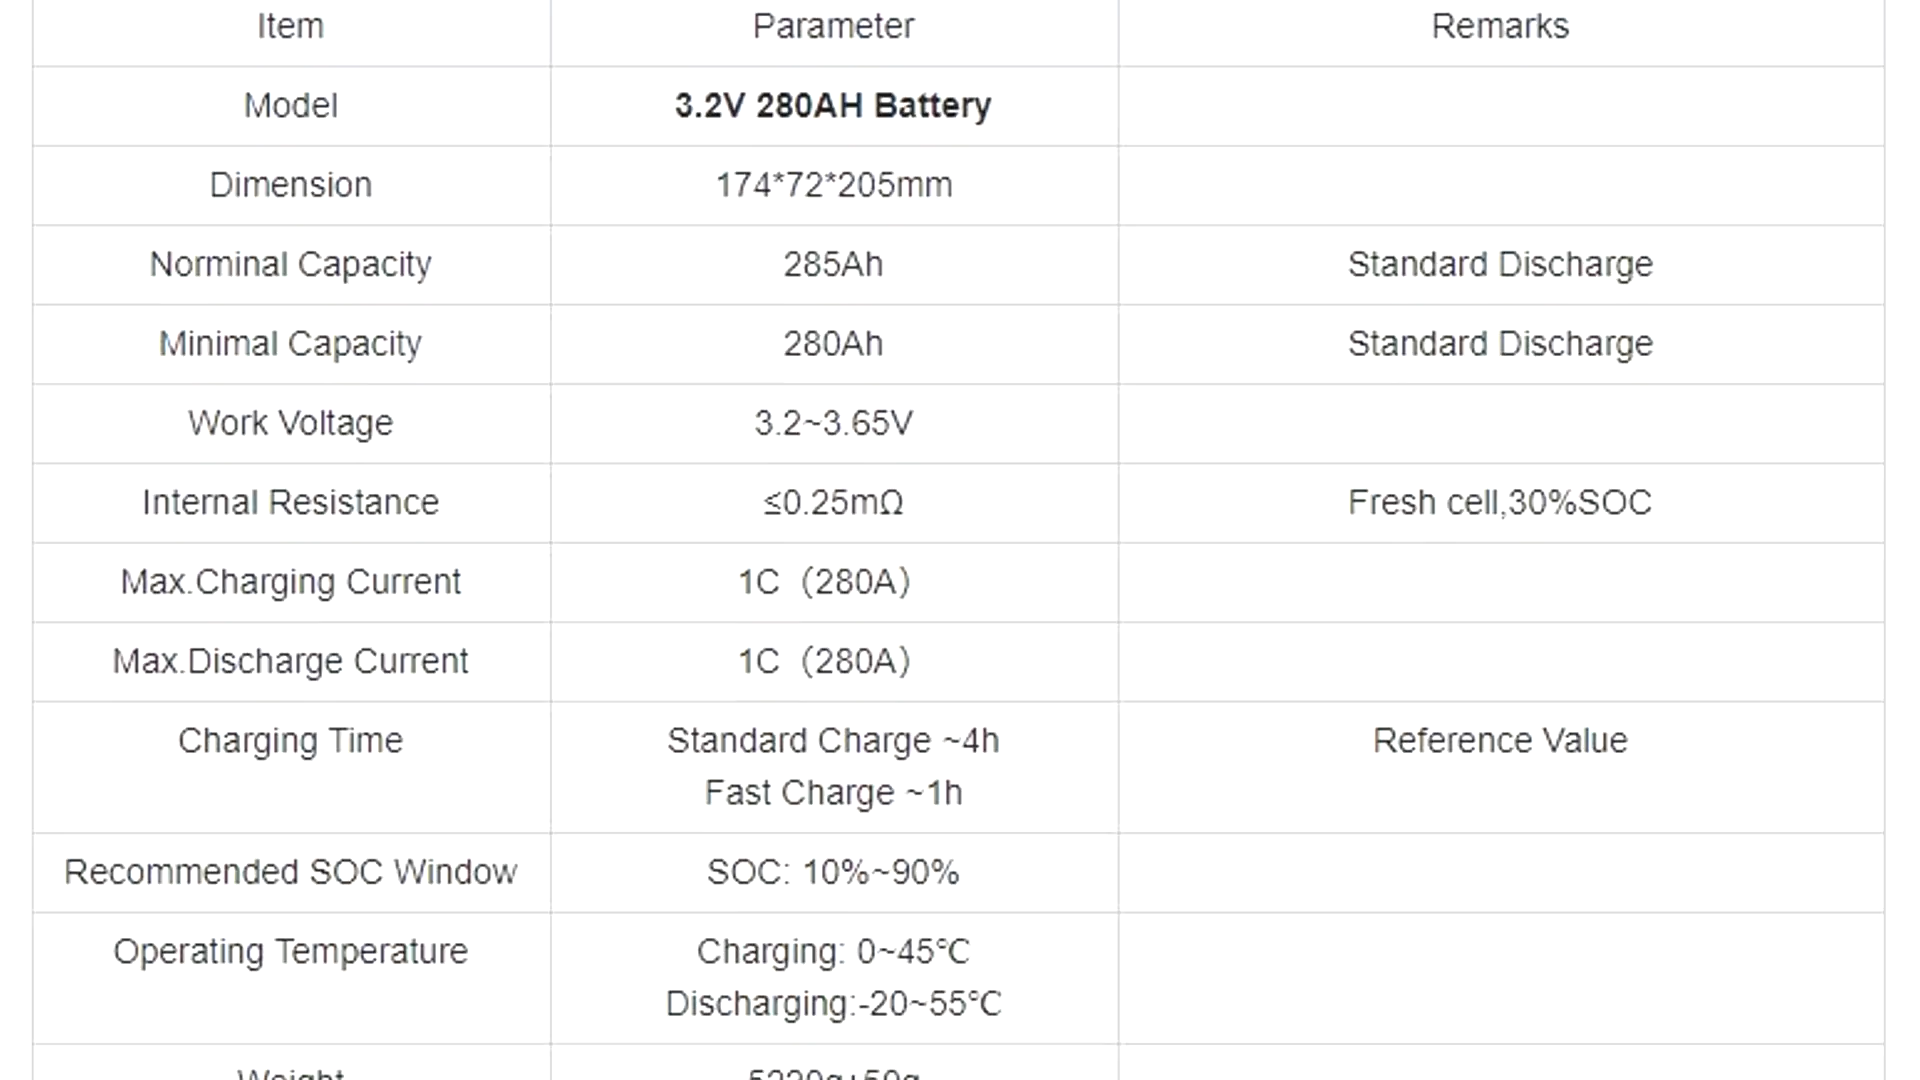 Item Parameter Remarks
Model 3.2V 280AH Battery
Dimension 174*72*205mm
Norminal Capacity 285Ah Standard Discharge
Minimal Capacity 280Ah Standard Discharge
Work Voltage 3.2~3.65V
Internal Resistance ≤0.25mΩ Fresh cell,30%SOC
Max.Charging Current 1C（280A）
Max.Discharge Current 1C（280A）
Charging Time Standard Charge ~4h Reference Value
Fast Charge ~1h
Recommended SOC Window SOC: 10%~90%
Operating Temperature Charging: 0~45℃
Discharging:-20~55℃
Weight